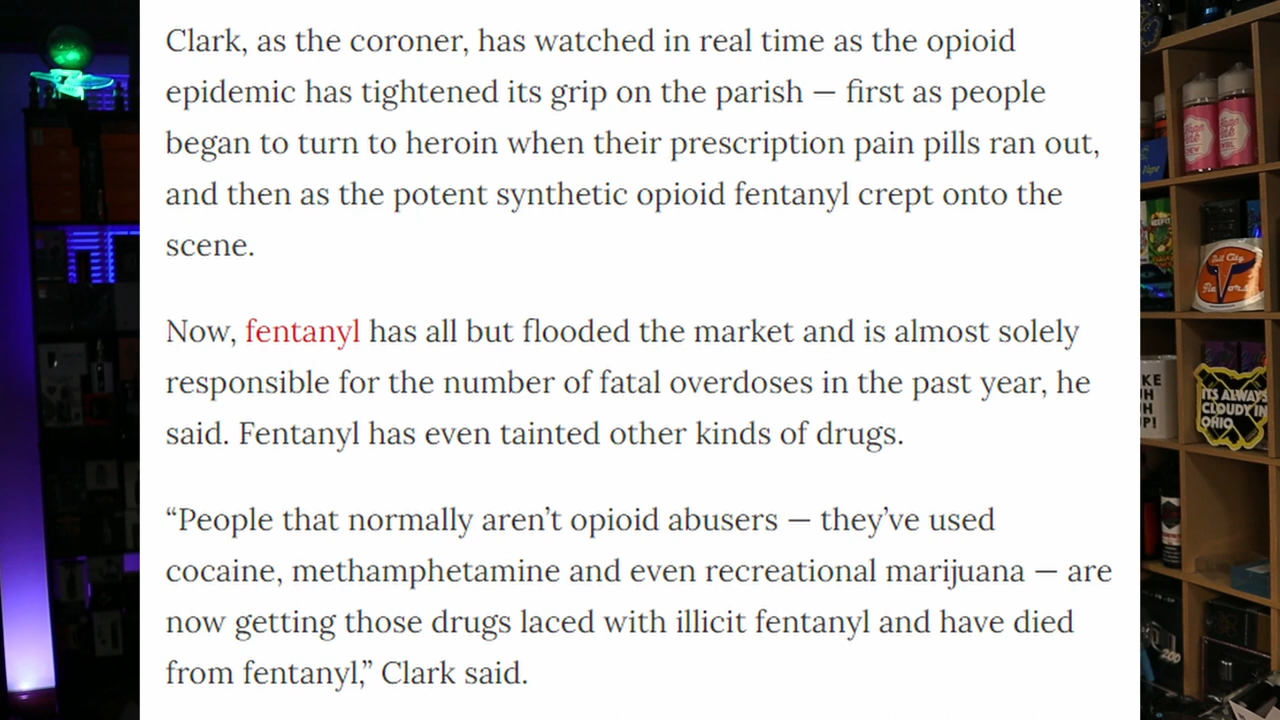 Clark, as the coroner, has watched in real time as the opioid
epidemic has tightened its grip on the parish — first as people
began to turn to heroin when their prescription pain pills ran out,
and then as the potent synthetic opioid fentanyl crept onto the
scene.
Now, fentanyl has all but flooded the market and is almost solely
responsible for the number of fatal overdoses in the past year, he
said. Fentanyl has even tainted other kinds of drugs.
“People that normally aren’t opioid abusers — they’ve used
cocaine, methamphetamine and even recreational marijuana — are
now getting those drugs laced with illicit fentanyl and have died
from fentanyl,” Clark said.
Vape
ITS ALWAYS
CLOUDY IN
OHIO